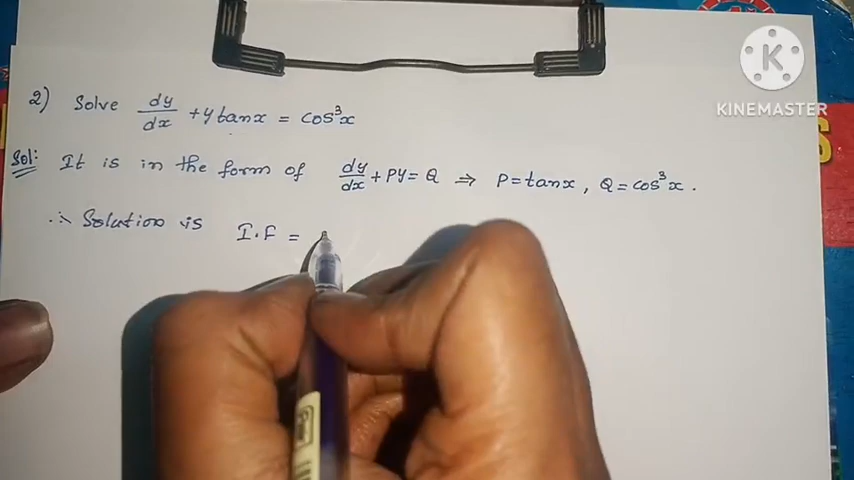 KINEMASTER
2) Solve dy/dx + y tanx = cos³x
Sol: It is in the form of dy/dx + Py = Q ⇒ P = tanx , Q = cos³x .
∴ Solution is I.F =